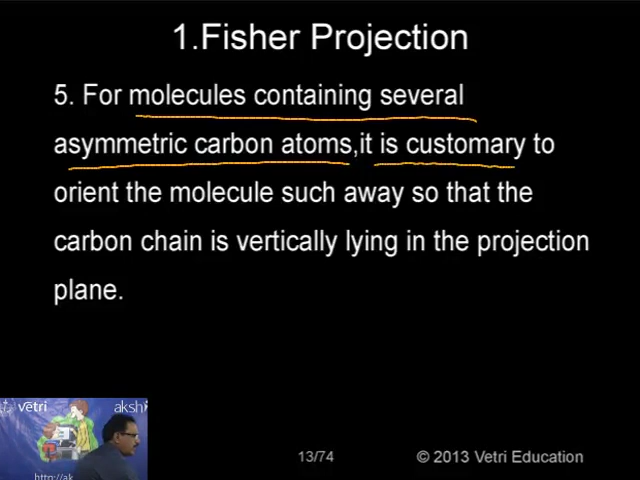 1.Fisher Projection
5. For molecules containing several
asymmetric carbon atoms,it is customary to
orient the molecule such away so that the
carbon chain is vertically lying in the projection
plane.
vetri
akshi
http://ak
13/74
© 2013 Vetri Education